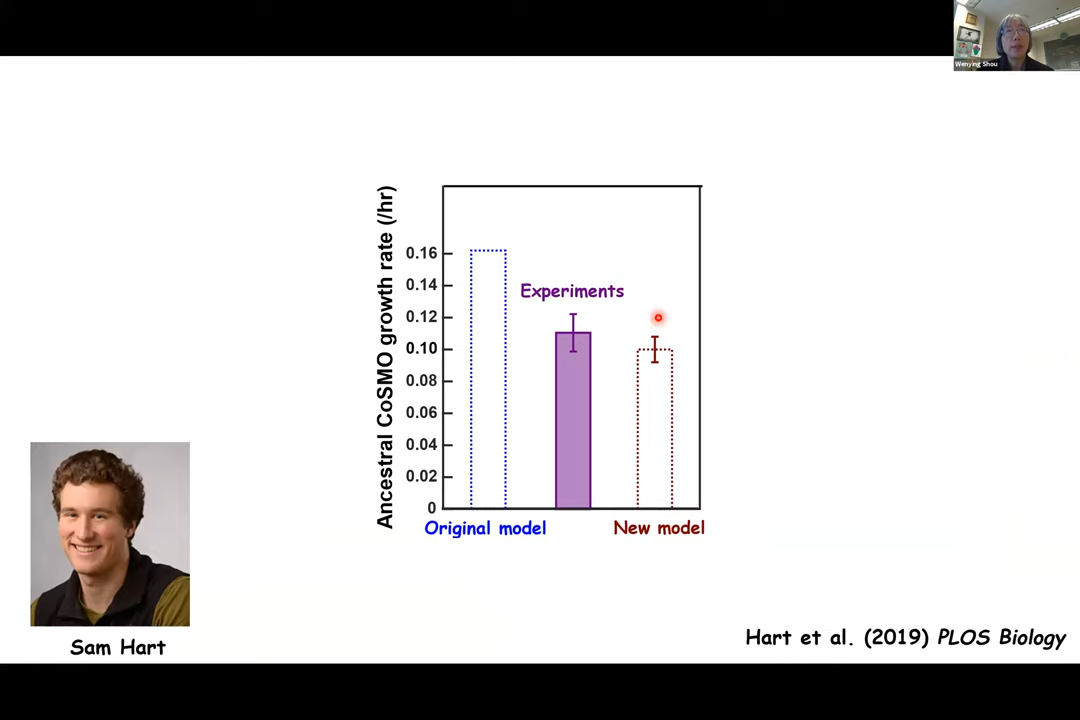 Wenying Shou
Ancestral CoSMO growth rate (/hr)
0.16
0.14
0.12
0.10
0.08
0.06
0.04
0.02
0
Experiments
Original model
New model
Sam Hart
Hart et al. (2019) PLOS Biology